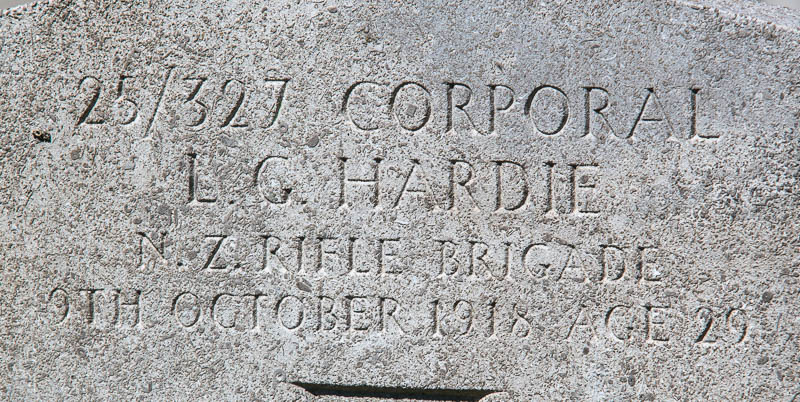 25/327 CORPORAL
L. G. HARDIE
N. Z. RIFLE BRIGADE
9TH OCTOBER 1918 AGE 29